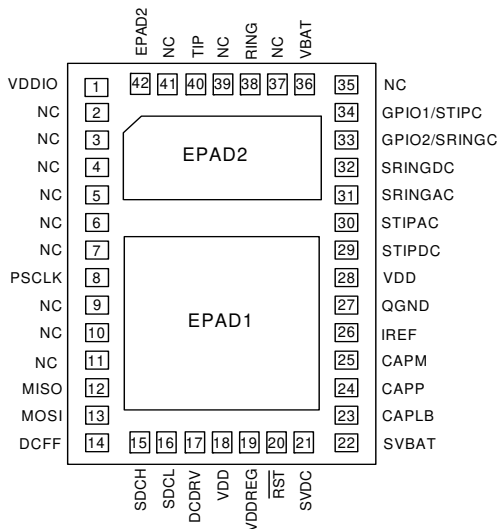 EPAD2
NC
TIP
NC
RING
NC
VBAT
42 41 40 39 38 37 36
VDDIO 1
NC 2
NC 3
NC 4
NC 5
NC 6
NC 7
PSCLK 8
NC 9
NC 10
NC 11
MISO 12
MOSI 13
DCFF 14
EPAD2
EPAD1
35 NC
34 GPIO1/STIPC
33 GPIO2/SRINGC
32 SRINGDC
31 SRINGAC
30 STIPAC
29 STIPDC
28 VDD
27 QGND
26 IREF
25 CAPM
24 CAPP
23 CAPLB
22 SVBAT
15 16 17 18 19 20 21
SDCH
SDCL
DCDRV
VDD
VDDREG
RST
SVDC